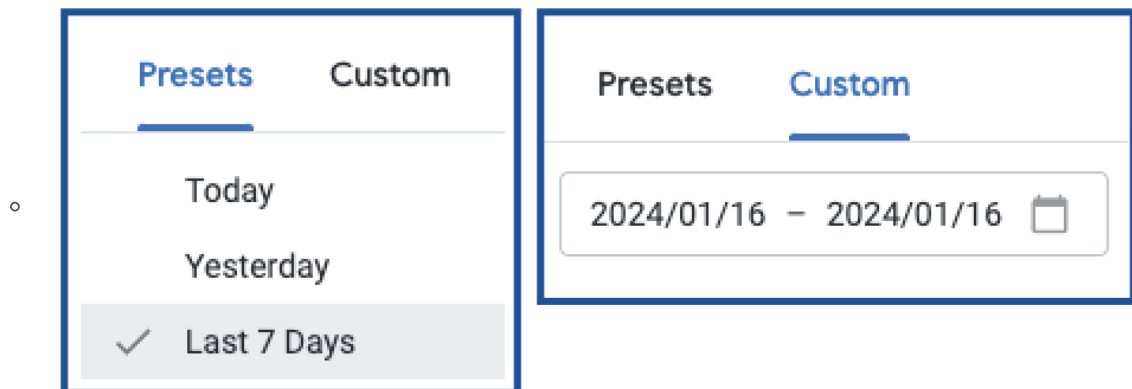 Presets Custom
Today
Yesterday
Last 7 Days
Presets Custom
2024/01/16 – 2024/01/16